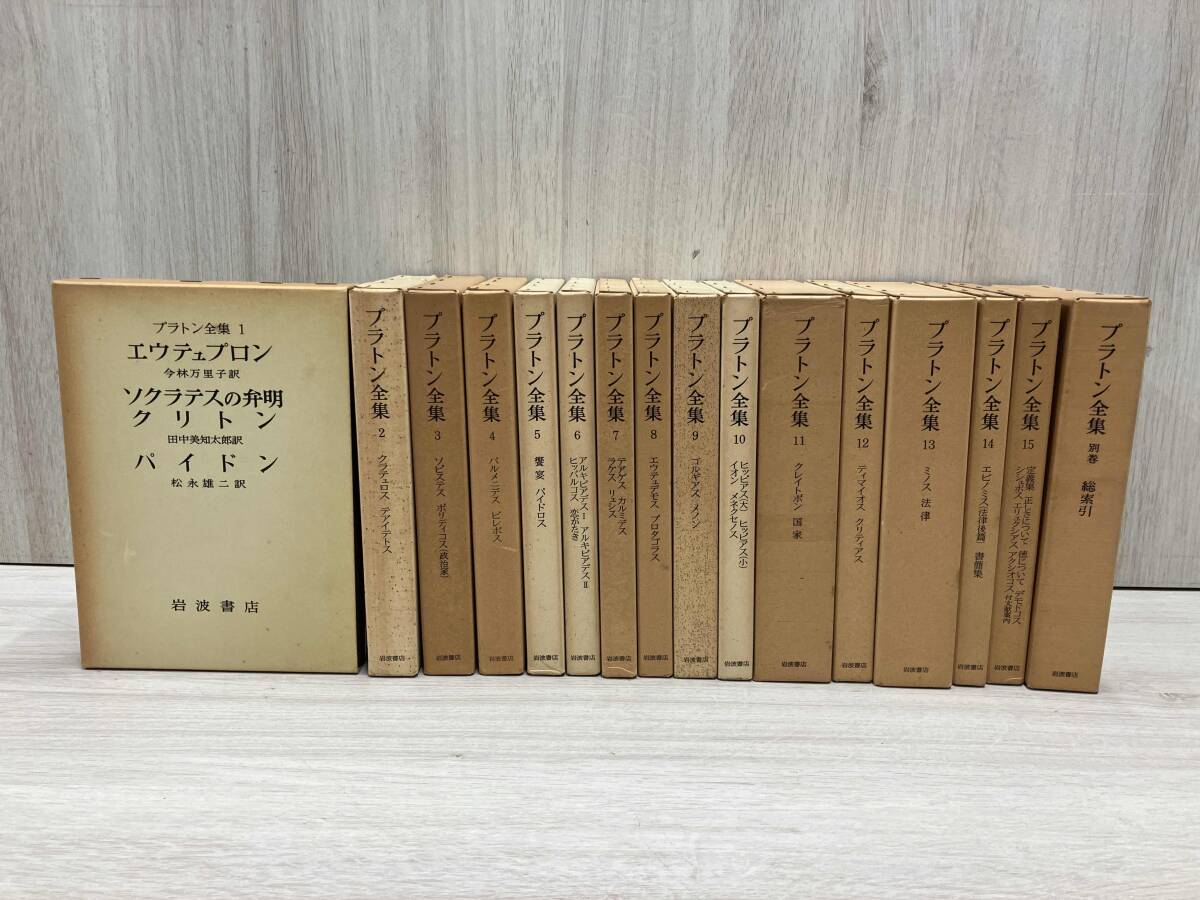 プラトン全集 1
エウテュプロン
今林万里子訳
ソクラテスの弁明
クリトン
田中美知太郎訳
パイドン
松永雄二訳
岩波書店
プラトン全集
2
クラテュロス テアイテトス
岩波書店
プラトン全集
3
ソピステス ポリティコス(政治家)
岩波書店
プラトン全集
4
パルメニデス ピレボス
岩波書店
プラトン全集
5
饗宴 パイドロス
岩波書店
プラトン全集
6
アルキビアデスⅠ アルキビアデスⅡ
ヒッパルコス 恋がたき
岩波書店
プラトン全集
7
テアゲス カルミデス
ラケス リュシス
岩波書店
プラトン全集
8
エウテュデモス プロタゴラス
岩波書店
プラトン全集
9
ゴルギアス メノン
岩波書店
プラトン全集
10
ヒッピアス(大) ヒッピアス(小)
イオン メネクセノス
岩波書店
プラトン全集
11
クレイトポン 国家
岩波書店
プラトン全集
12
ティマイオス クリティアス
岩波書店
プラトン全集
13
ミノス 法律
岩波書店
プラトン全集
14
エピノミス(法律後篇) 書簡集
岩波書店
プラトン全集
15
定義集 正しさについて 徳について デモドコス
シシュポス エリュクシアス アクシオコス 付・文献案内
岩波書店
プラトン全集
別巻
総索引
岩波書店